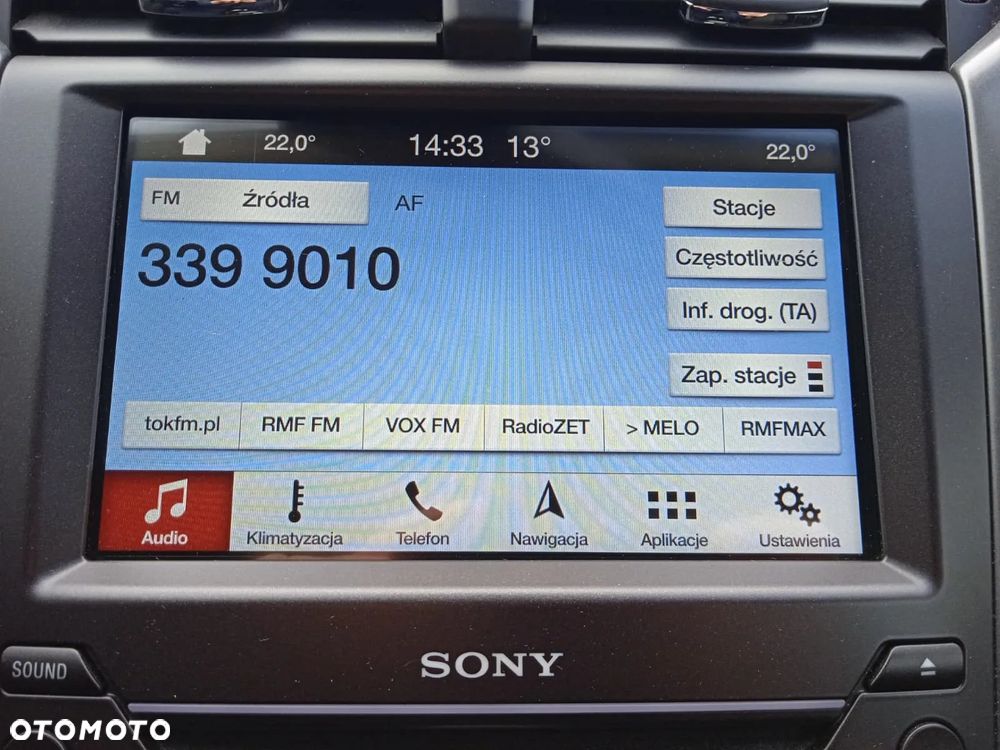 22,0° 14:33 13° 22,0°
FM Źródła AF Stacje
339 9010
Częstotliwość
Inf. drog. (TA)
Zap. stacje
tokfm.pl RMF FM VOX FM RadioZET > MELO RMFMAX
Audio Klimatyzacja Telefon Nawigacja Aplikacje Ustawienia
SOUND SONY
OTOMOTO